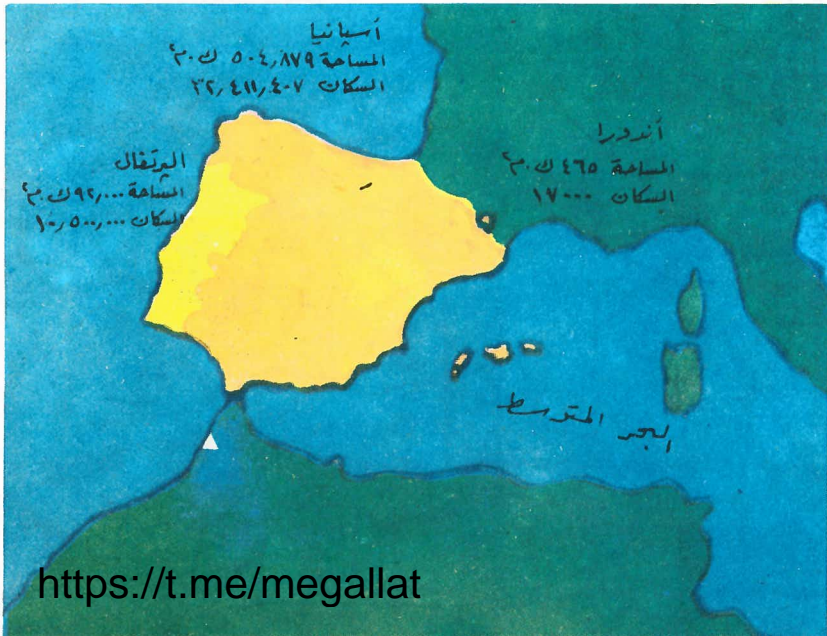 أسبانيا
المساحة ٥٠٤٫٨٧٩ ك.م٢
السكان ٣٢٫٤١١٫٤٠٧
أندورا
المساحة ٤٦٥ ك.م٢
السكان ١٧٠٠٠
البرتغال
المساحة ٩٢٫٠٠٠ ك.م٢
السكان ١٠٫٥٠٠٫٠٠٠
البحر المتوسط
https://t.me/megallat